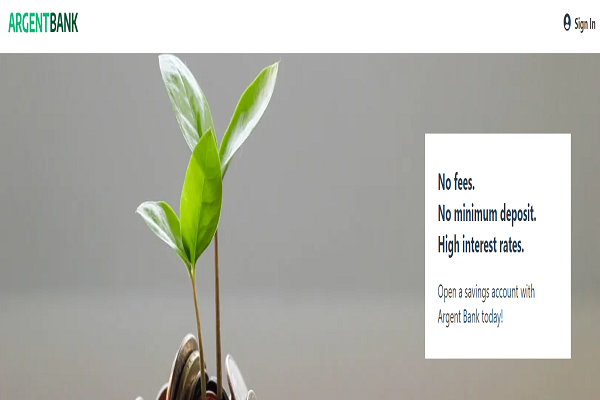 ARGENTBANK
Sign In
No fees.
No minimum deposit.
High interest rates.
Open a savings account with
Argent Bank today!